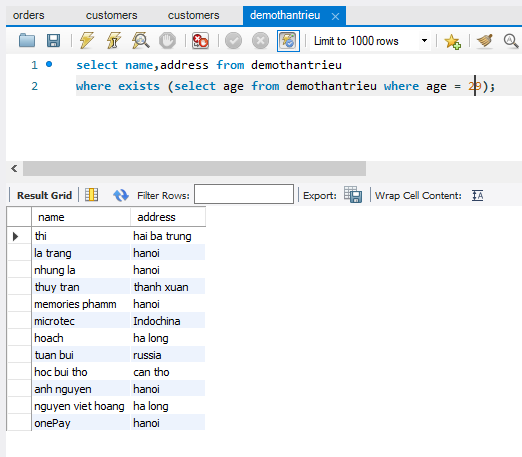 orders customers customers demothantrieu ×
Limit to 1000 rows
1 select name,address from demothantrieu
2 where exists (select age from demothantrieu where age = 29);
Result Grid Filter Rows: Export: Wrap Cell Content: IA
name address
thi hai ba trung
la trang hanoi
nhung la hanoi
thuy tran thanh xuan
memories phamm hanoi
microtec Indochina
hoach ha long
tuan bui russia
hoc bui tho can tho
anh nguyen hanoi
nguyen viet hoang ha long
onePay hanoi